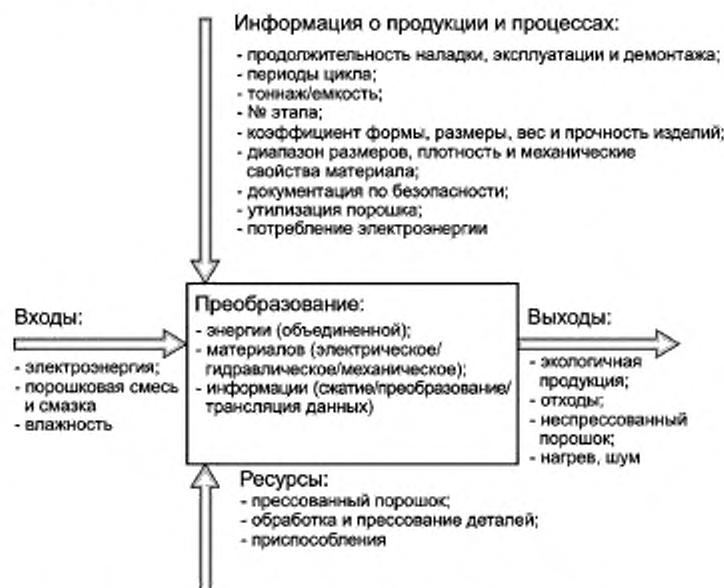 Информация о продукции и процессах:
- продолжительность наладки, эксплуатации и демонтажа;
- периоды цикла;
- тоннаж/емкость;
- № этапа;
- коэффициент формы, размеры, вес и прочность изделий;
- диапазон размеров, плотность и механические
свойства материала;
- документация по безопасности;
- утилизация порошка;
- потребление электроэнергии
Входы:
- электроэнергия;
- порошковая смесь
и смазка
- влажность
Преобразование:
- энергии (объединенной);
- материалов (электрическое/
гидравлическое/механическое);
- информации (сжатие/преобразование/
трансляция данных)
Выходы:
- экологичная
продукция;
- отходы;
- неспрессованный
порошок;
- нагрев, шум
Ресурсы:
- прессованный порошок;
- обработка и прессование деталей;
- приспособления